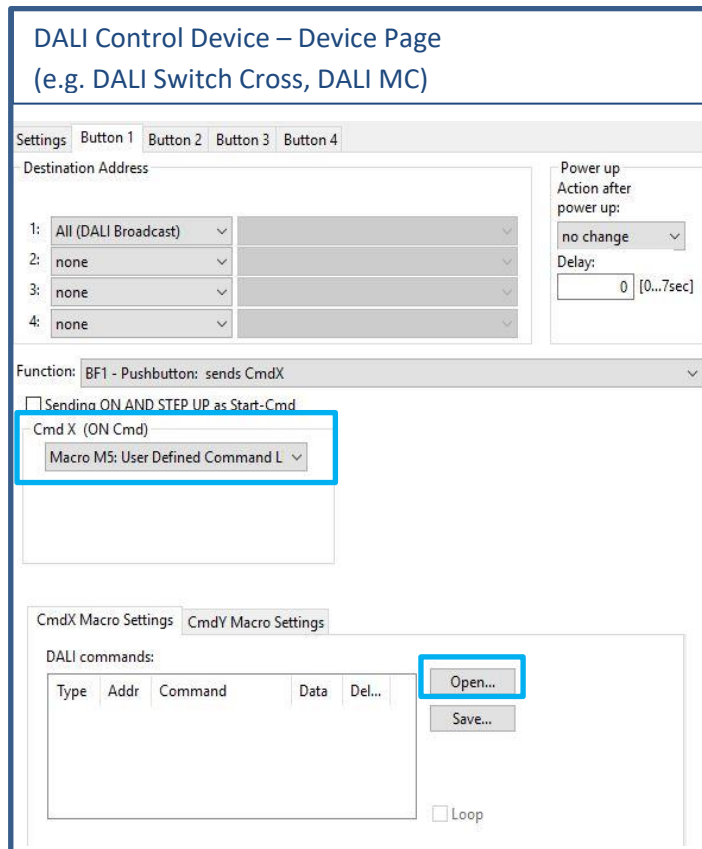 DALI Control Device – Device Page
(e.g. DALI Switch Cross, DALI MC)
Settings Button 1 Button 2 Button 3 Button 4
Destination Address
1: All (DALI Broadcast)
2: none
3: none
4: none
Power up
Action after
power up:
no change
Delay:
0 [0...7sec]
Function: BF1 - Pushbutton: sends CmdX
Sending ON AND STEP UP as Start-Cmd
Cmd X (ON Cmd)
Macro M5: User Defined Command L
CmdX Macro Settings CmdY Macro Settings
DALI commands:
Type Addr Command Data Del...
Open...
Save...
Loop